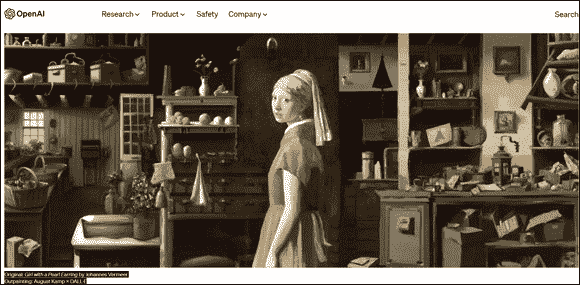 OpenAI Research Product Safety Company Search
Original: Girl with a Pearl Earring by Johannes Vermeer
Outpainting: August Kamp × DALL·E